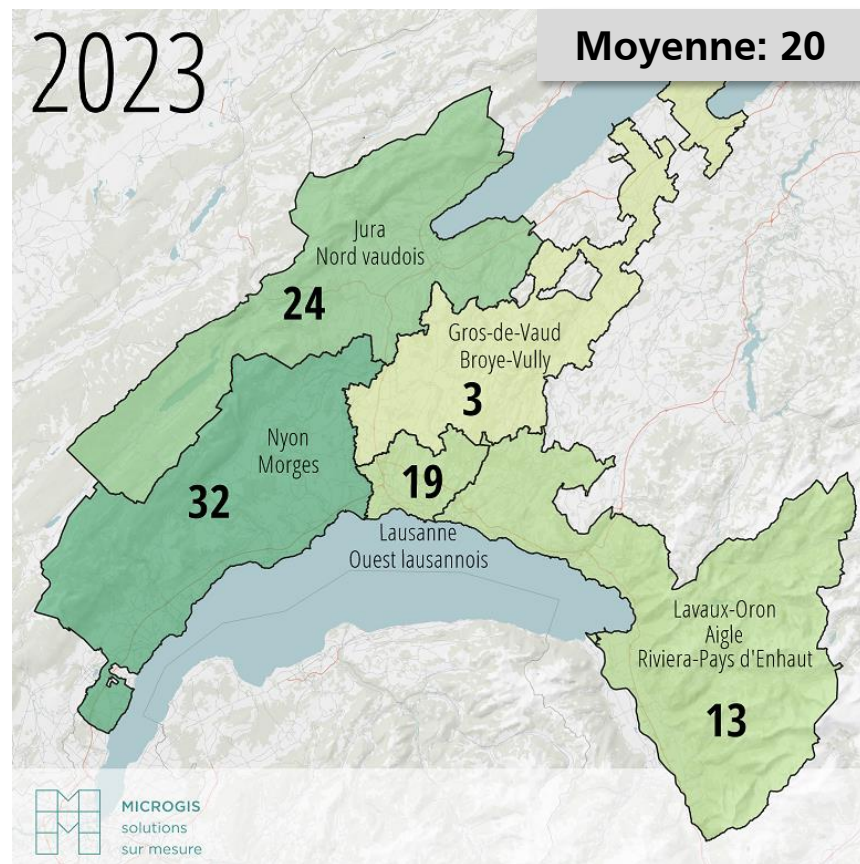 2023
Moyenne: 20
Jura
Nord vaudois
24
Gros-de-Vaud
Broye-Vully
3
Nyon
Morges
32
19
Lausanne
Ouest lausannois
Lavaux-Oron
Aigle
Riviera-Pays d'Enhaut
13
MICROGIS
solutions
sur mesure